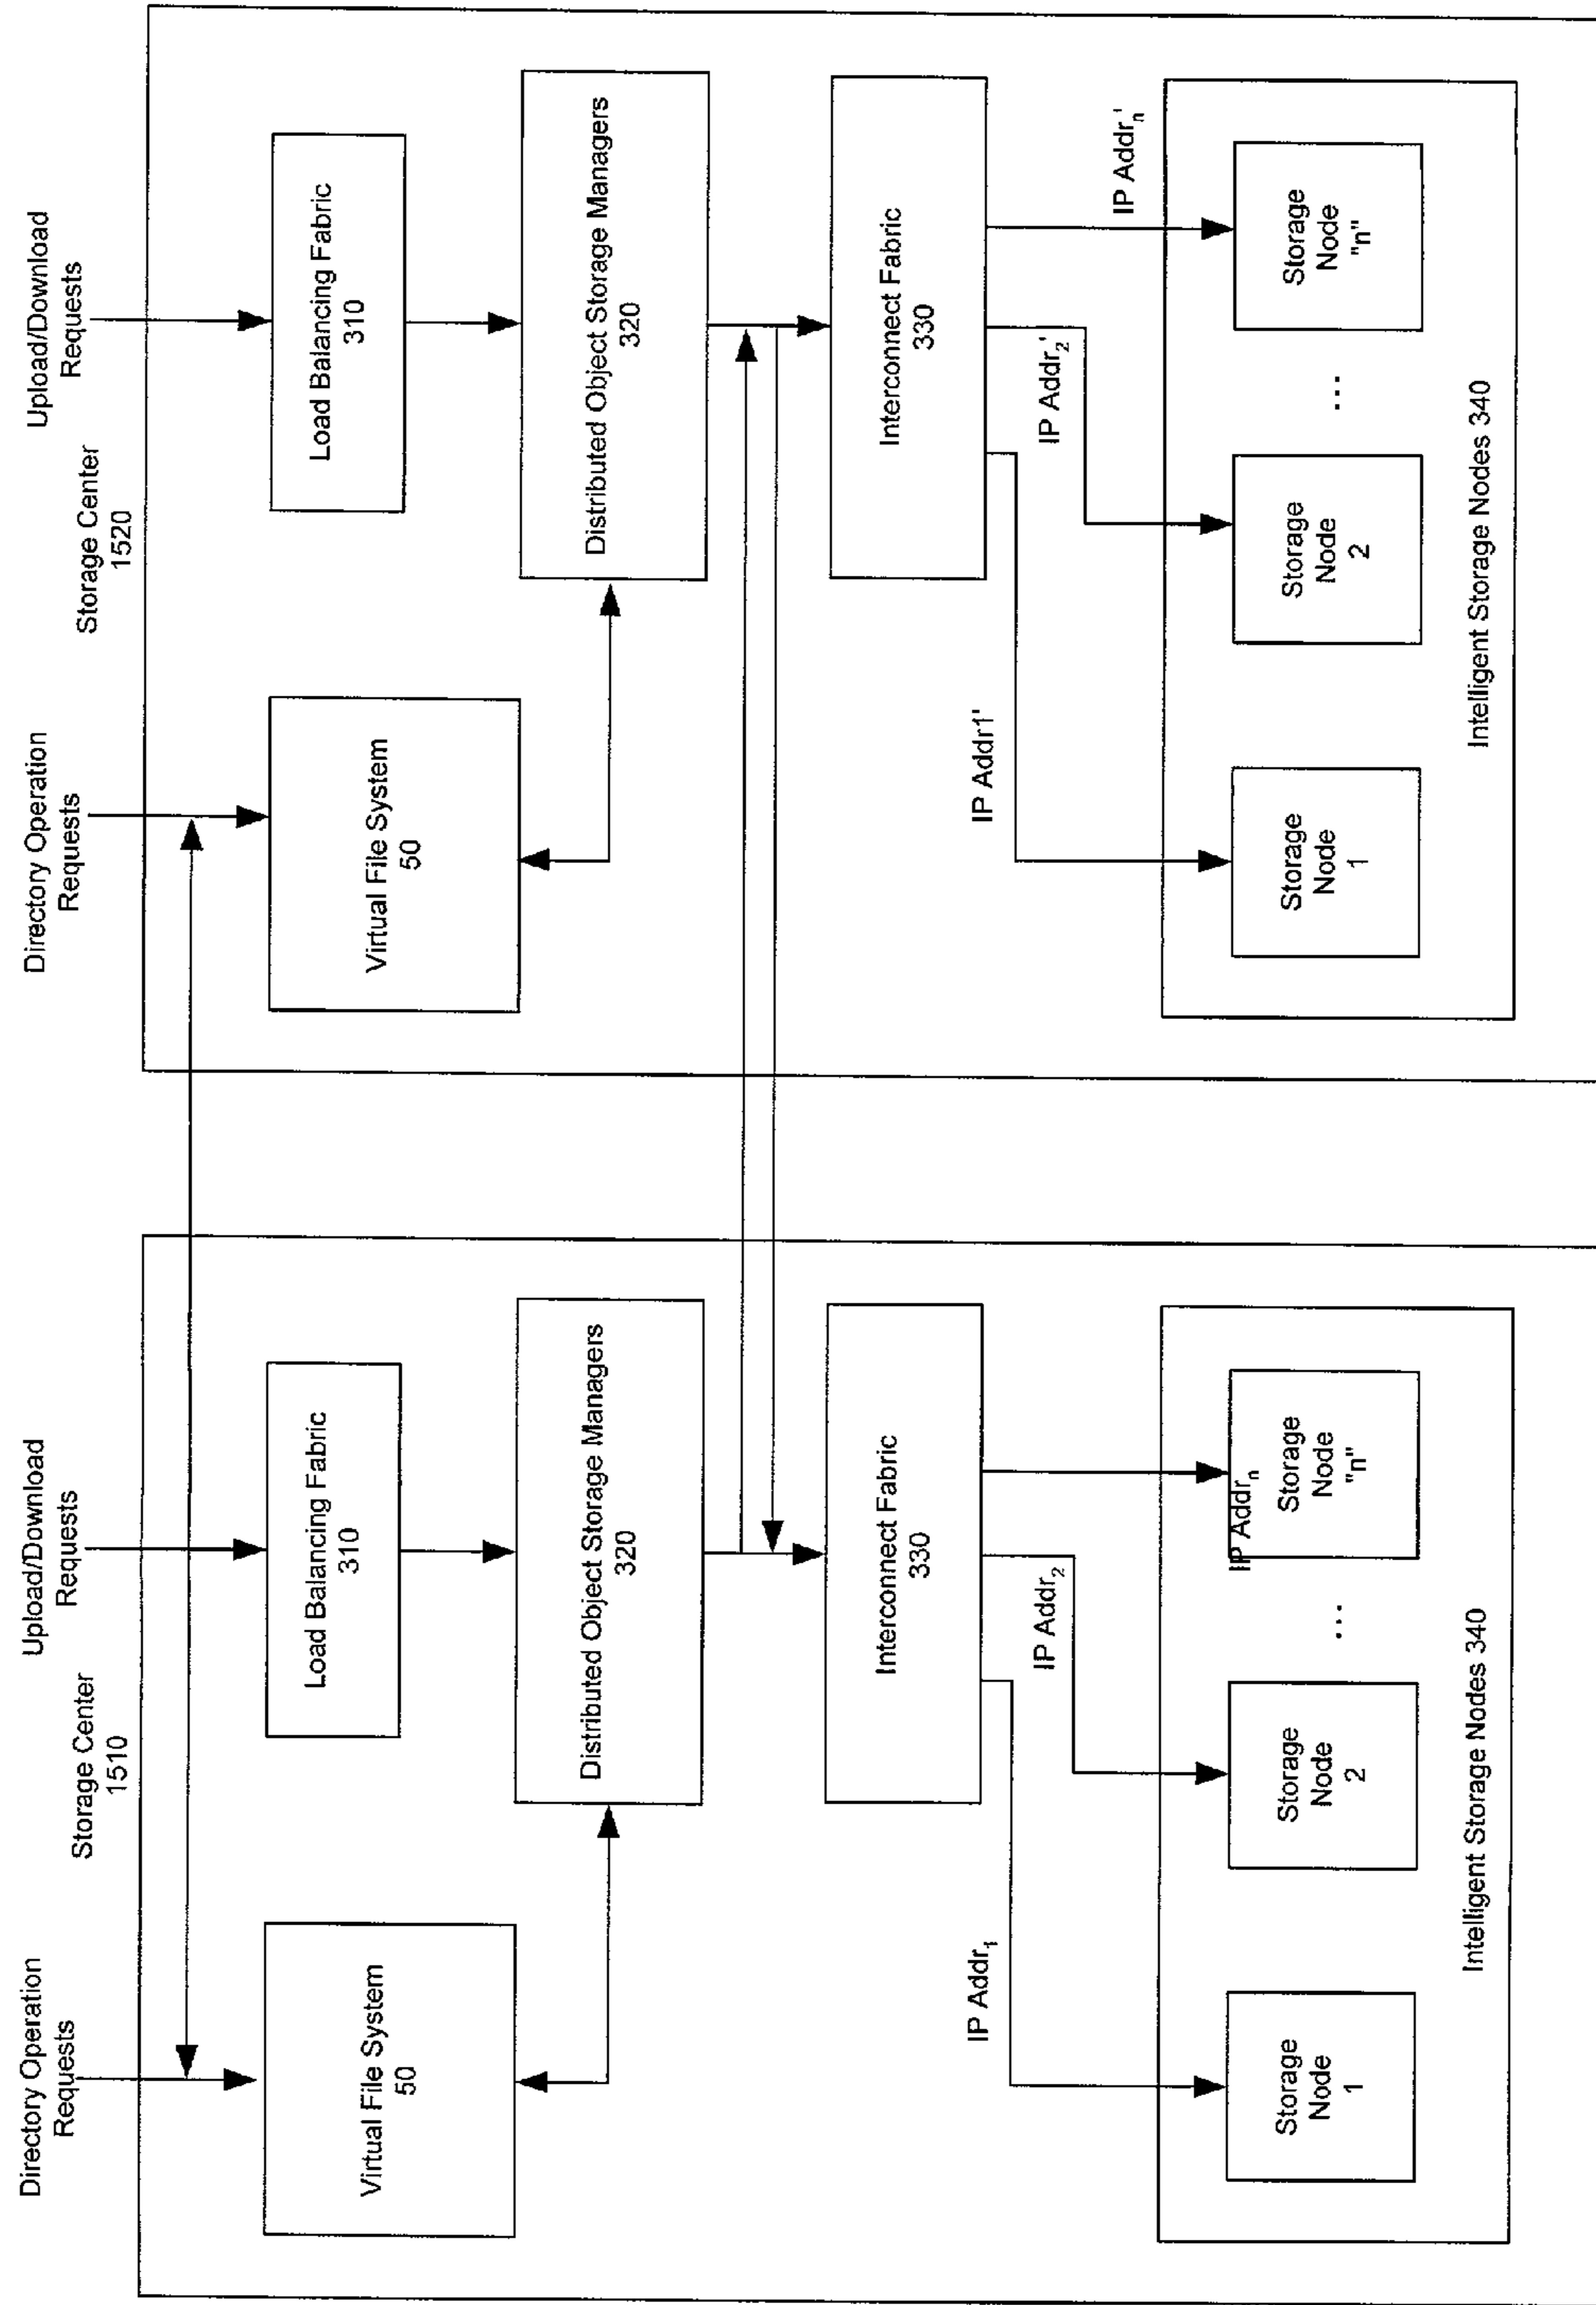 Directory Operation
Requests
Storage Center
1510
Upload/Download
Requests
Virtual File System
50
Load Balancing Fabric
310
Distributed Object Storage Managers
320
Interconnect Fabric
330
IP Addr1
IP Addr2
IP Addrn
Storage
Node
1
Storage
Node
2
...
Storage
Node
"n"
Intelligent Storage Nodes 340
Directory Operation
Requests
Storage Center
1520
Upload/Download
Requests
Virtual File System
50
Load Balancing Fabric
310
Distributed Object Storage Managers
320
Interconnect Fabric
330
IP Addr1'
IP Addr2'
IP Addrn'
Storage
Node
1
Storage
Node
2
...
Storage
Node
"n"
Intelligent Storage Nodes 340